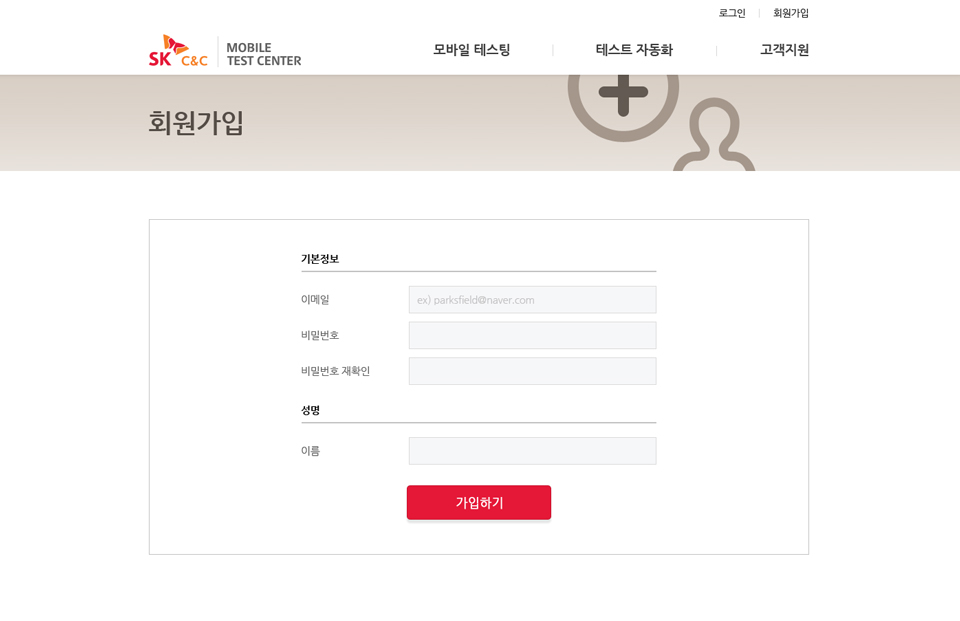 로그인
회원가입
SK C&C
MOBILE
TEST CENTER
모바일 테스팅
테스트 자동화
고객지원
회원가입
기본정보
이메일
ex) parksfield@naver.com
비밀번호
비밀번호 재확인
성명
이름
가입하기